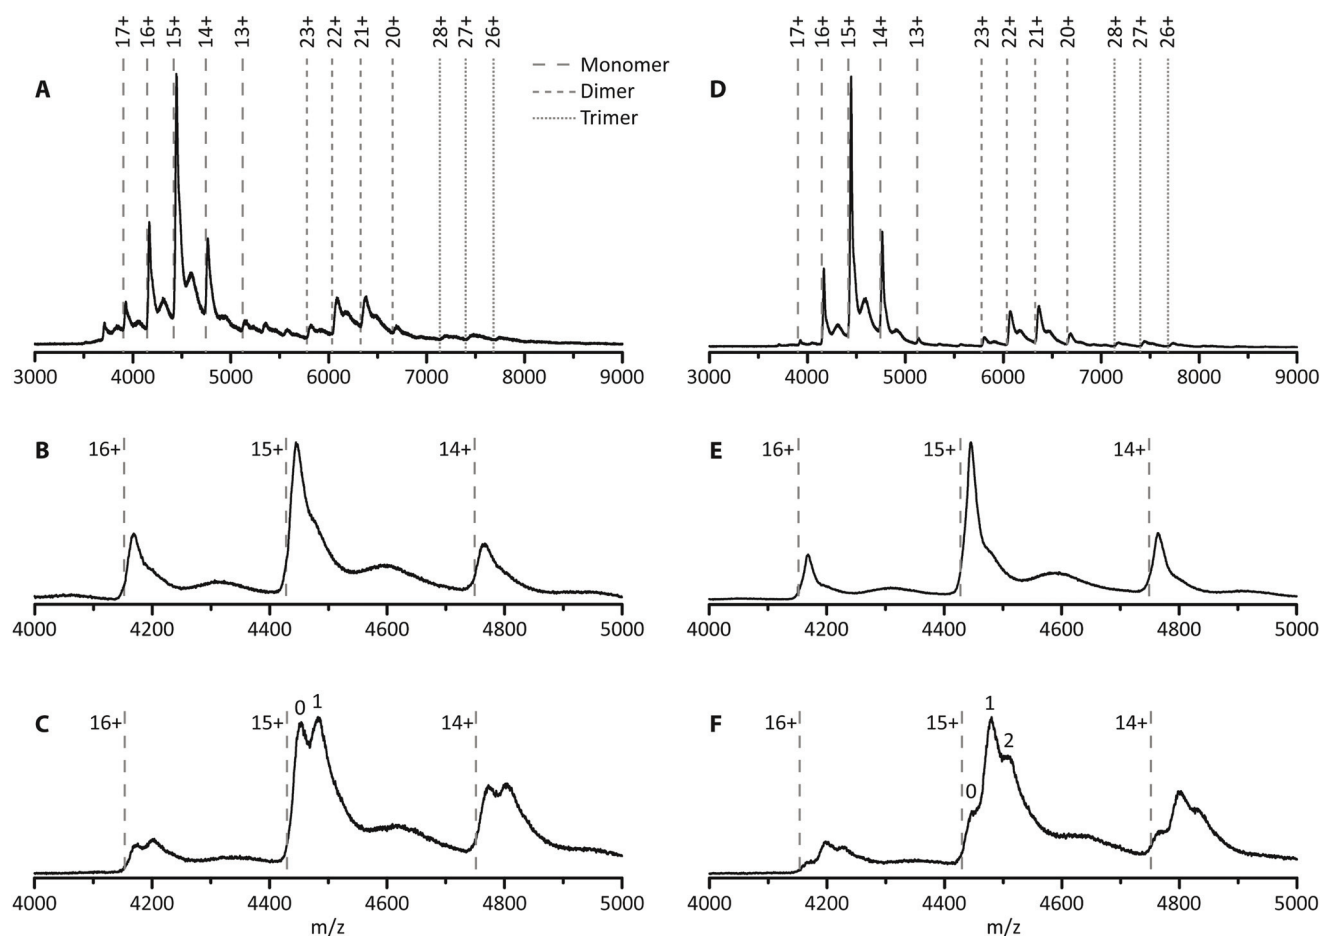 17+ 16+ 15+ 14+ 13+ 23+ 22+ 21+ 20+ 28+ 27+ 26+
A
Monomer
Dimer
Trimer
3000 4000 5000 6000 7000 8000 9000
17+ 16+ 15+ 14+ 13+ 23+ 22+ 21+ 20+ 28+ 27+ 26+
D
3000 4000 5000 6000 7000 8000 9000
B 16+ 15+ 14+
4000 4200 4400 4600 4800 5000
E 16+ 15+ 14+
4000 4200 4400 4600 4800 5000
C 16+ 15+ 0 1 14+
4000 4200 4400 4600 4800 5000
m/z
F 16+ 15+ 0 1 2 14+
4000 4200 4400 4600 4800 5000
m/z